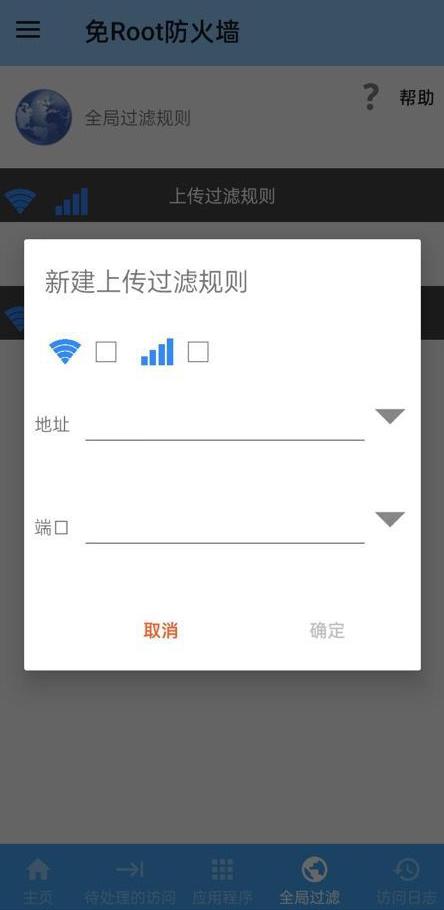 免Root防火墙
? 帮助
全局过滤规则
上传过滤规则
新建上传过滤规则
地址
端口
取消 确定
主页 待处理的访问 应用程序 全局过滤 访问日志